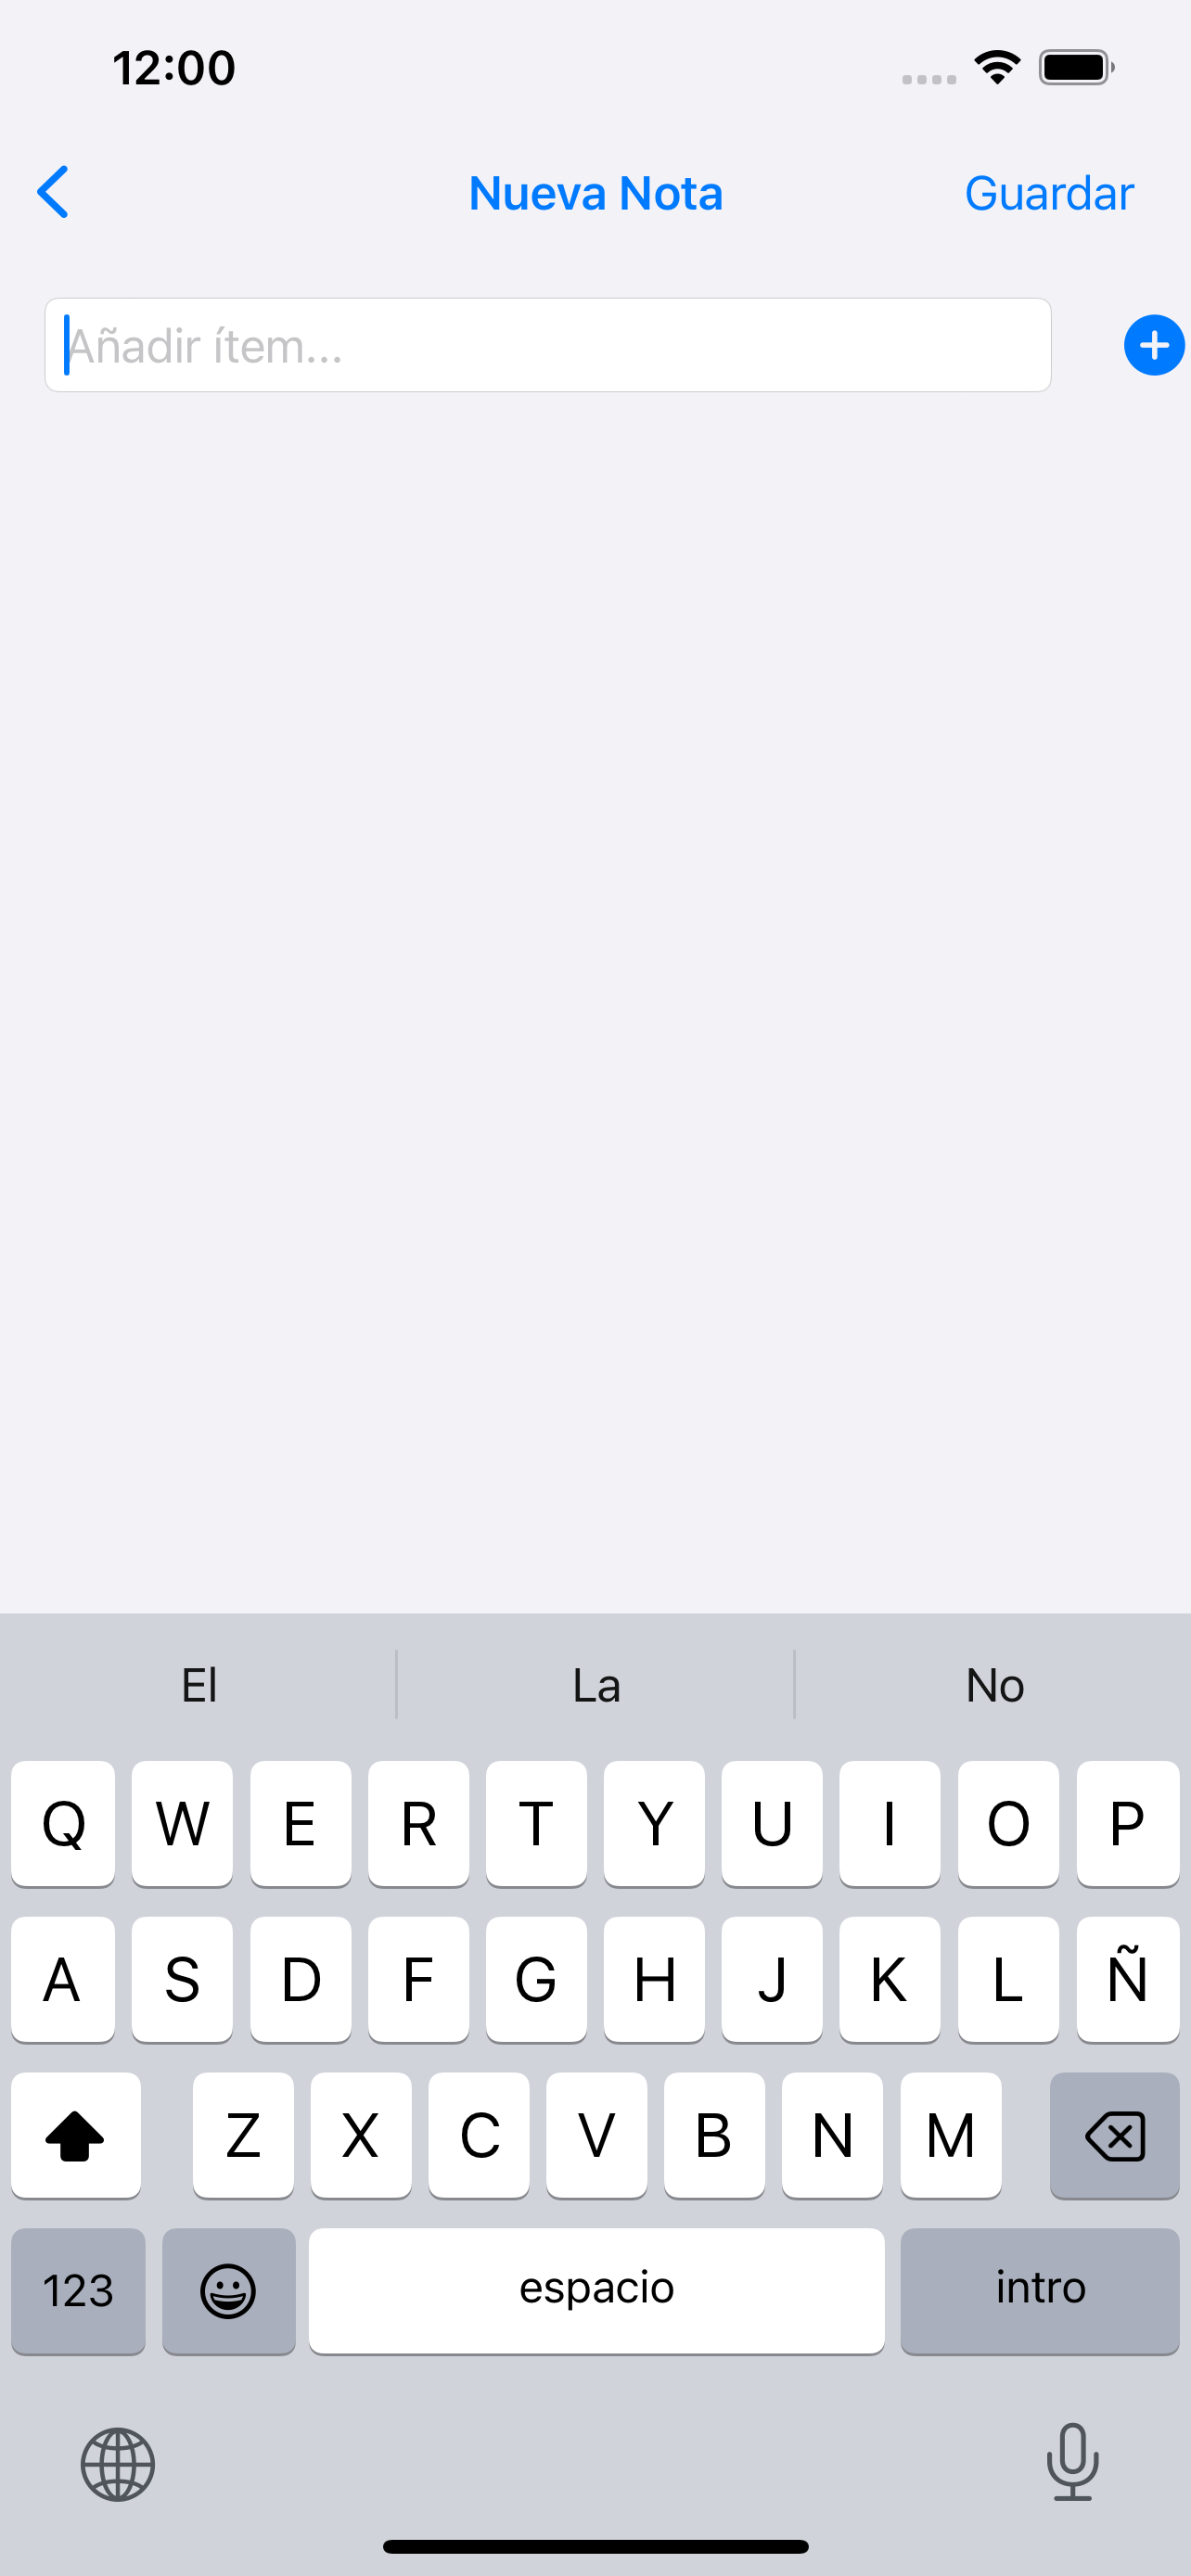 12:00
Nueva Nota
Guardar
Añadir ítem...
El La No
Q W E R T Y U I O P
A S D F G H J K L Ñ
Z X C V B N M
123 espacio intro